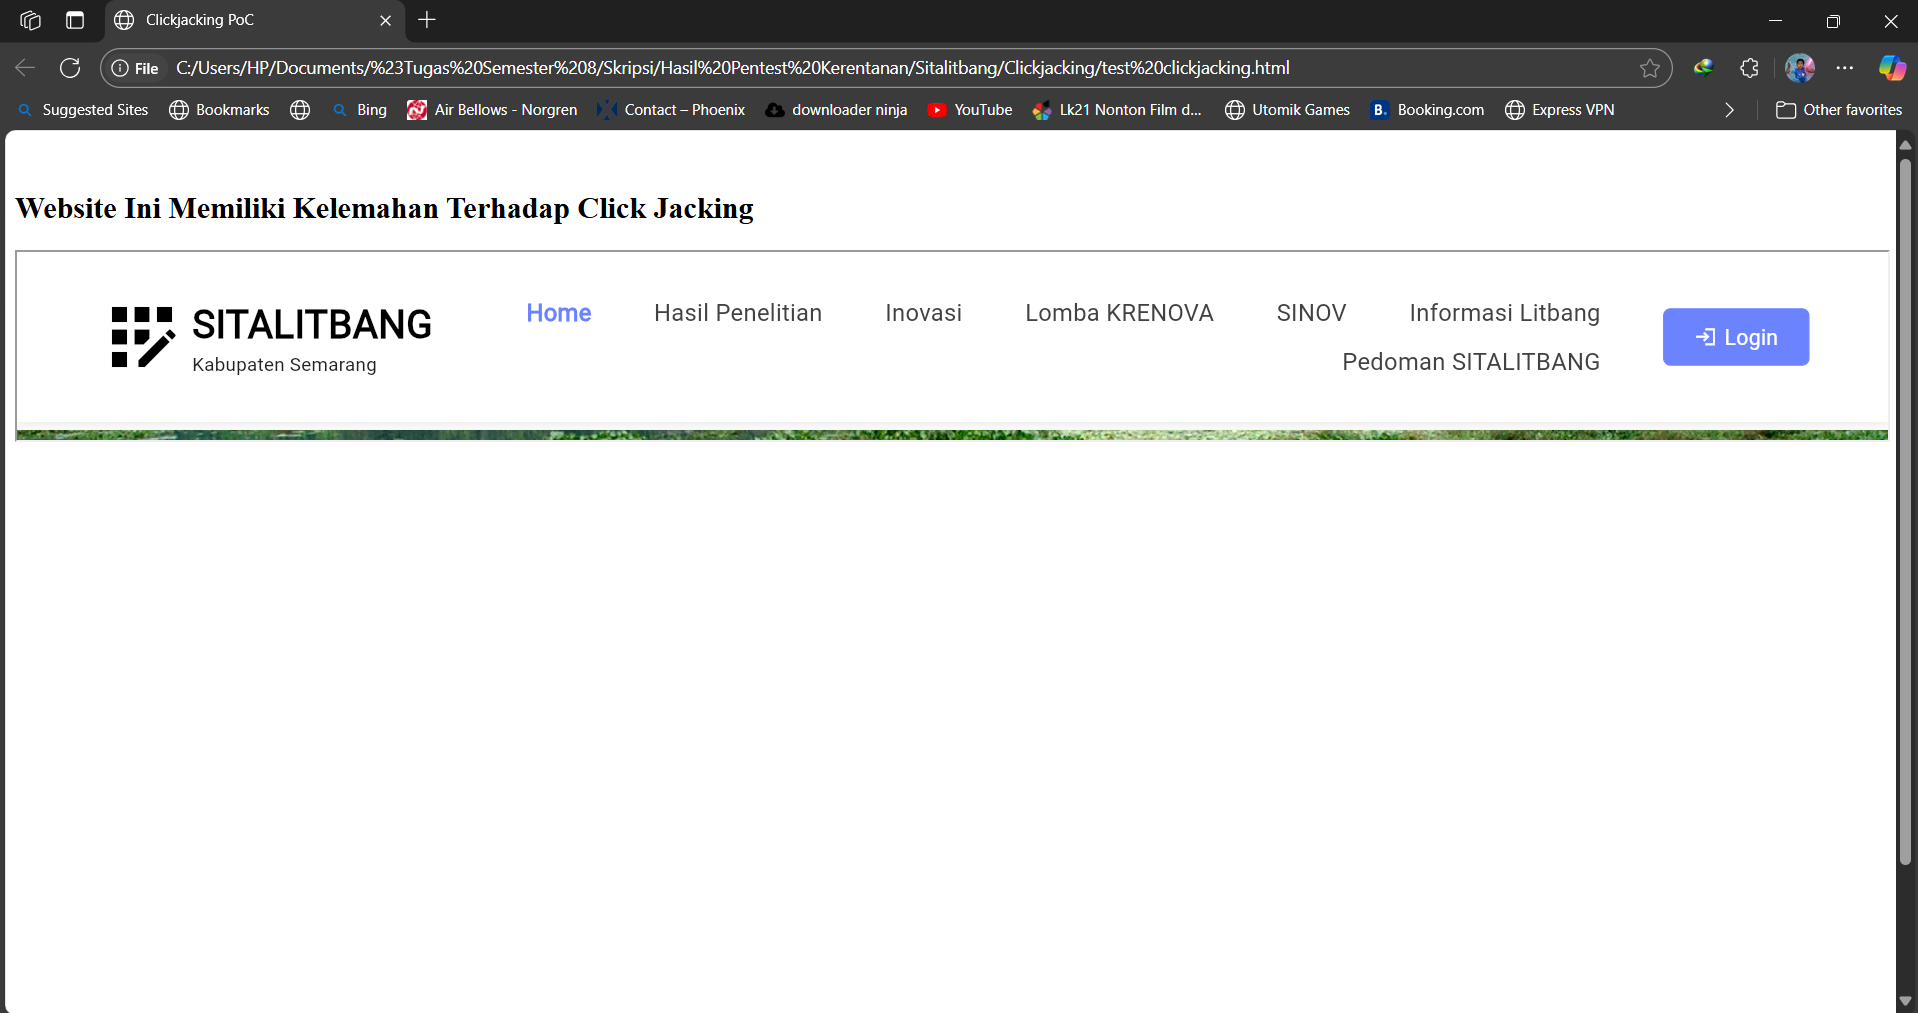 Clickjacking PoC
File C:/Users/HP/Documents/%23Tugas%20Semester%208/Skripsi/Hasil%20Pentest%20Kerentanan/Sitalitbang/Clickjacking/test%20clickjacking.html
Suggested Sites Bookmarks Bing Air Bellows - Norgren Contact – Phoenix downloader ninja YouTube Lk21 Nonton Film d... Utomik Games B. Booking.com Express VPN Other favorites
Website Ini Memiliki Kelemahan Terhadap Click Jacking
SITALITBANG
Kabupaten Semarang
Home Hasil Penelitian Inovasi Lomba KRENOVA SINOV Informasi Litbang
Pedoman SITALITBANG
Login